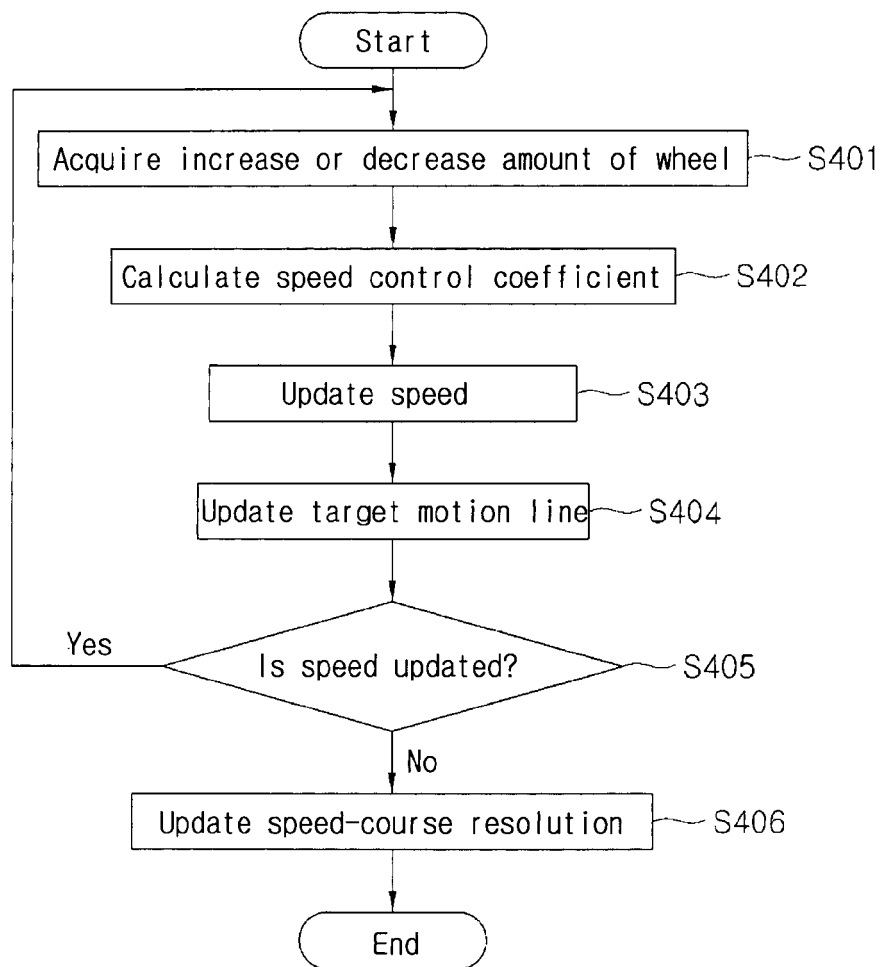 Start
Acquire increase or decrease amount of wheel
S401
Calculate speed control coefficient
S402
Update speed
S403
Update target motion line
S404
Yes
Is speed updated?
S405
No
Update speed-course resolution
S406
End